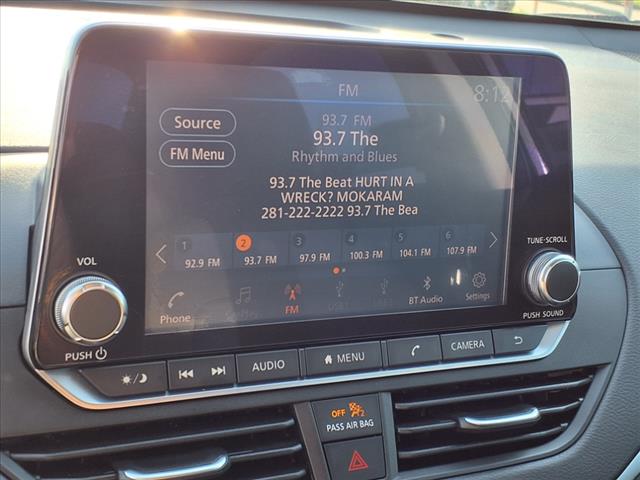 FM
8:12
Source
93.7 FM
93.7 The
FM Menu
Rhythm and Blues
93.7 The Beat HURT IN A
WRECK? MOKARAM
281-222-2222 93.7 The Bea
1 2 3 4 5 6
92.9 FM 93.7 FM 97.9 FM 100.3 FM 104.1 FM 107.9 FM
Phone FM BT Audio Settings
VOL
PUSH
TUNE·SCROLL
PUSH SOUND
AUDIO
MENU
CAMERA
OFF 2
PASS AIR BAG